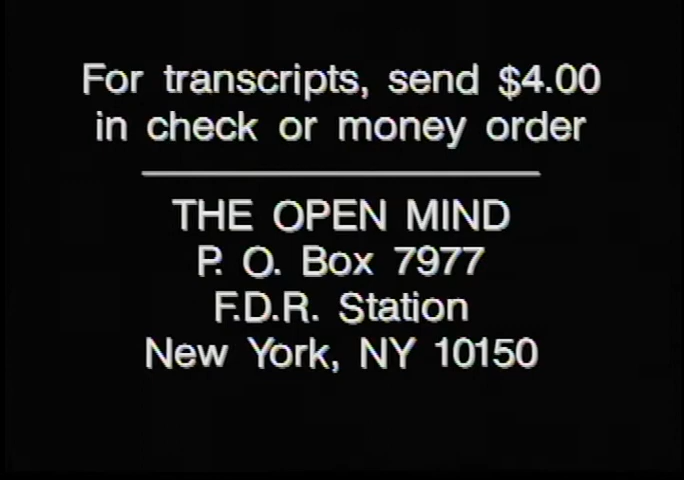 For transcripts, send $4.00
in check or money order
THE OPEN MIND
P. O. Box 7977
F.D.R. Station
New York, NY 10150